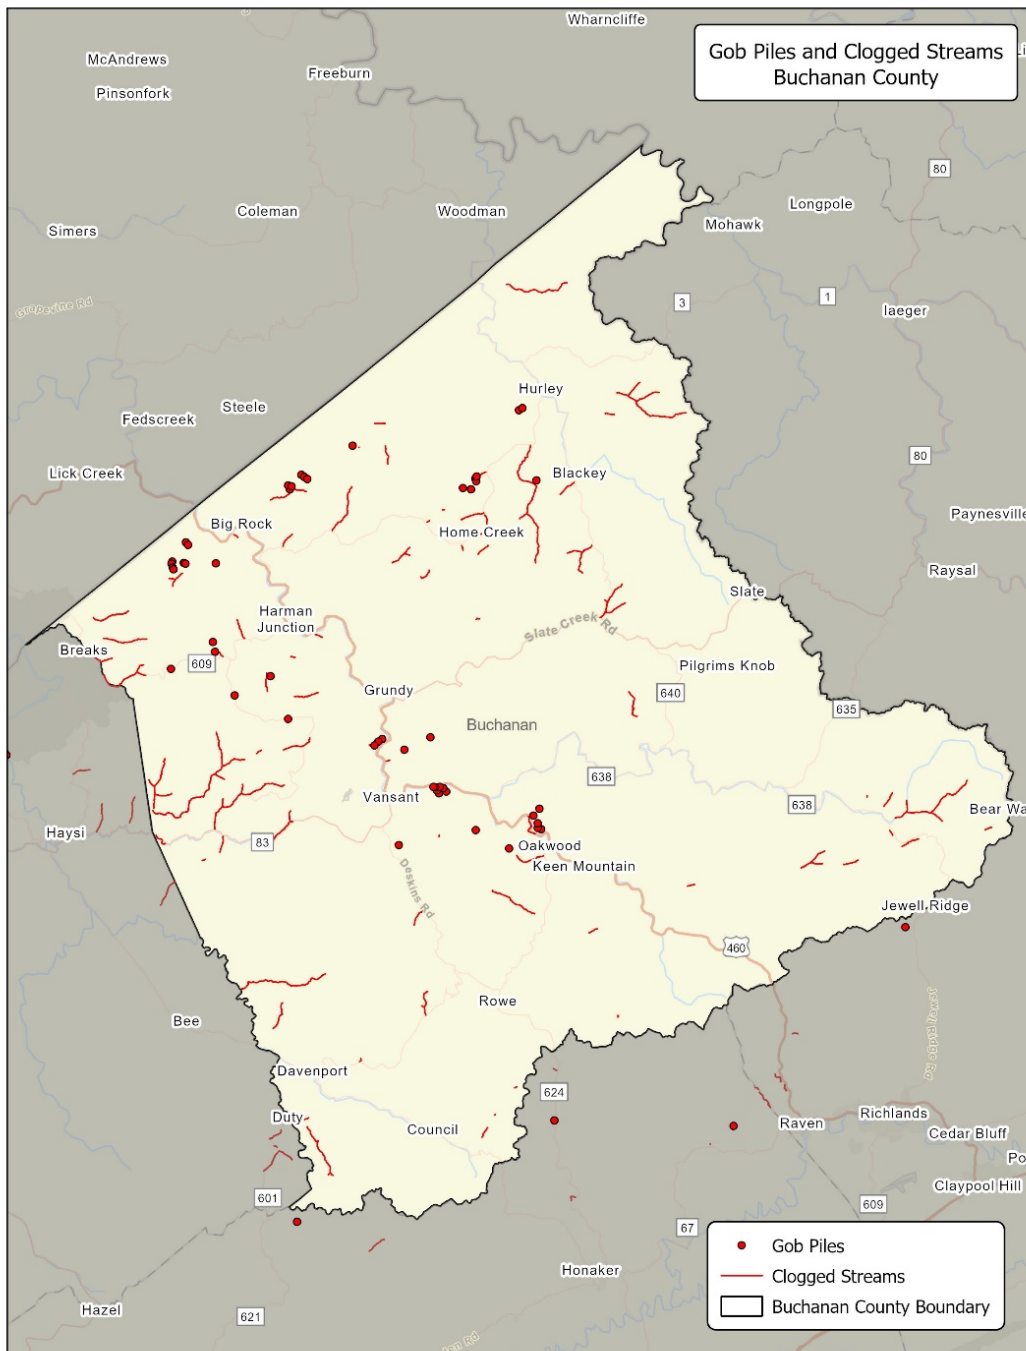 Wharncliffe
Gob Piles and Clogged Streams
Buchanan County
McAndrews
Freeburn
Pinsonfork
80
Coleman
Woodman
Longpole
Mohawk
Simers
Grapevine Rd
3
1
Iaeger
Hurley
Steele
Fedscreek
80
Lick Creek
Blackey
Big Rock
Paynesville
Home Creek
Raysal
Slate
Harman
Junction
Slate Creek Rd
Breaks
609
Pilgrims Knob
Grundy
640
635
Buchanan
638
Vansant
638
Bear Wa
Haysi
83
Oakwood
Keen Mountain
Deskins Rd
Jewell Ridge
460
Rowe
Bee
Jewell Ridge Rd
Davenport
624
Duty
Council
Raven
Richlands
Cedar Bluff
Po
Claypool Hill
601
609
67
Gob Piles
Honaker
Clogged Streams
Hazel
Buchanan County Boundary
621